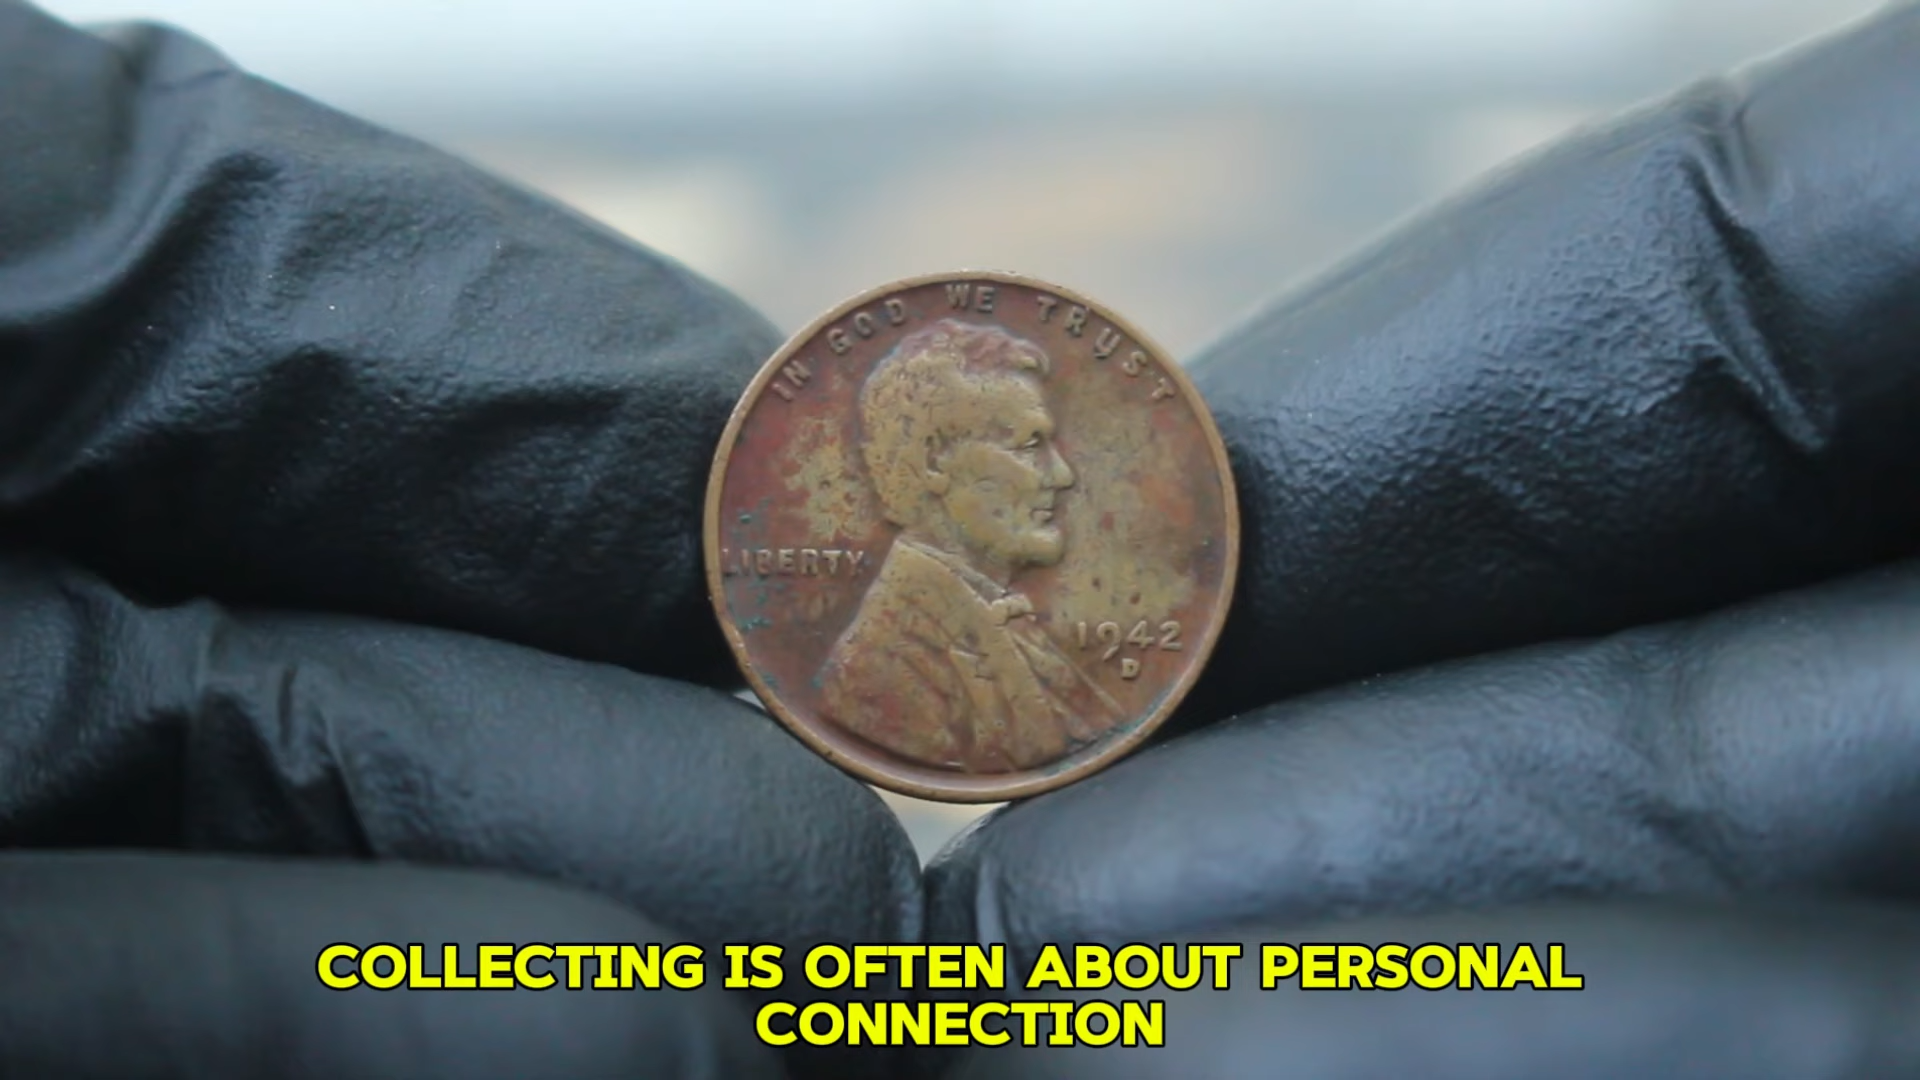 IN GOD WE TRUST
LIBERTY
1942
D
COLLECTING IS OFTEN ABOUT PERSONAL
CONNECTION